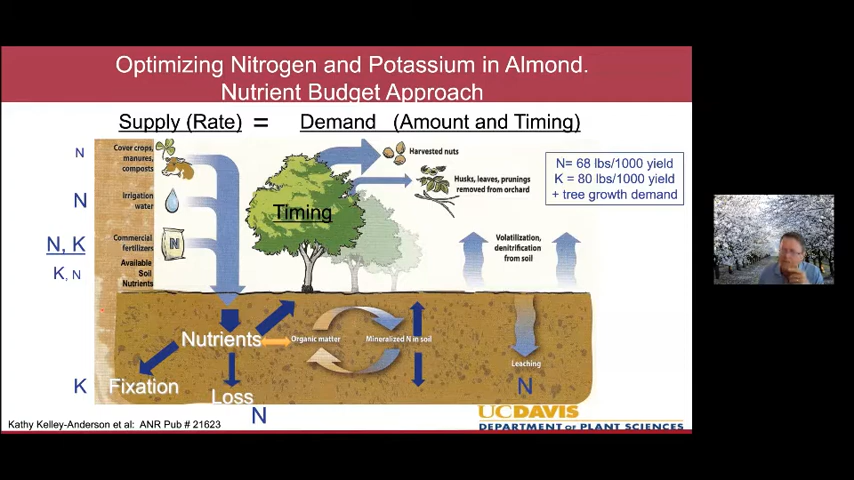 Optimizing Nitrogen and Potassium in Almond.
Nutrient Budget Approach
Supply (Rate) = Demand (Amount and Timing)
N
Cover crops,
manures,
composts
Harvested nuts
Husks, leaves, prunings
removed from orchard
N= 68 lbs/1000 yield
K = 80 lbs/1000 yield
+ tree growth demand
N
Irrigation
water
Timing
N, K
Commercial
fertilizers
N
Volatilization,
denitrification
from soil
K, N
Available
Soil
Nutrients
Nutrients
Organic matter
Mineralized N in soil
Leaching
K
Fixation
Loss
N
N
UCDAVIS
DEPARTMENT of PLANT SCIENCES
Kathy Kelley-Anderson et al: ANR Pub # 21623